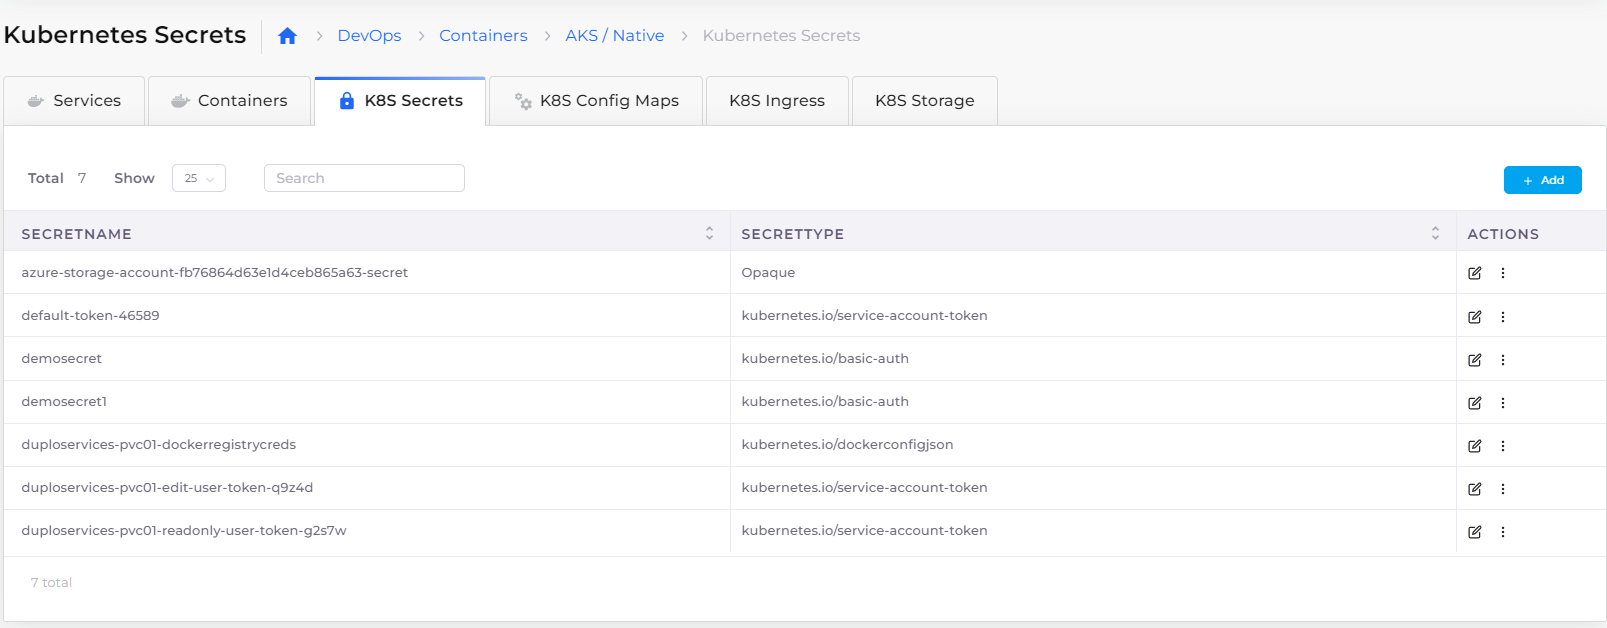 Kubernetes Secrets DevOps Containers AKS / Native Kubernetes Secrets
Services Containers K8S Secrets K8S Config Maps K8S Ingress K8S Storage
Total 7 Show 25 Search + Add
SECRETNAME SECRETTYPE ACTIONS
azure-storage-account-fb76864d63e1d4ceb865a63-secret Opaque
default-token-46589 kubernetes.io/service-account-token
demosecret kubernetes.io/basic-auth
demosecret1 kubernetes.io/basic-auth
duploservices-pvc01-dockerregistrycreds kubernetes.io/dockerconfigjson
duploservices-pvc01-edit-user-token-q9z4d kubernetes.io/service-account-token
duploservices-pvc01-readonly-user-token-g2s7w kubernetes.io/service-account-token
7 total